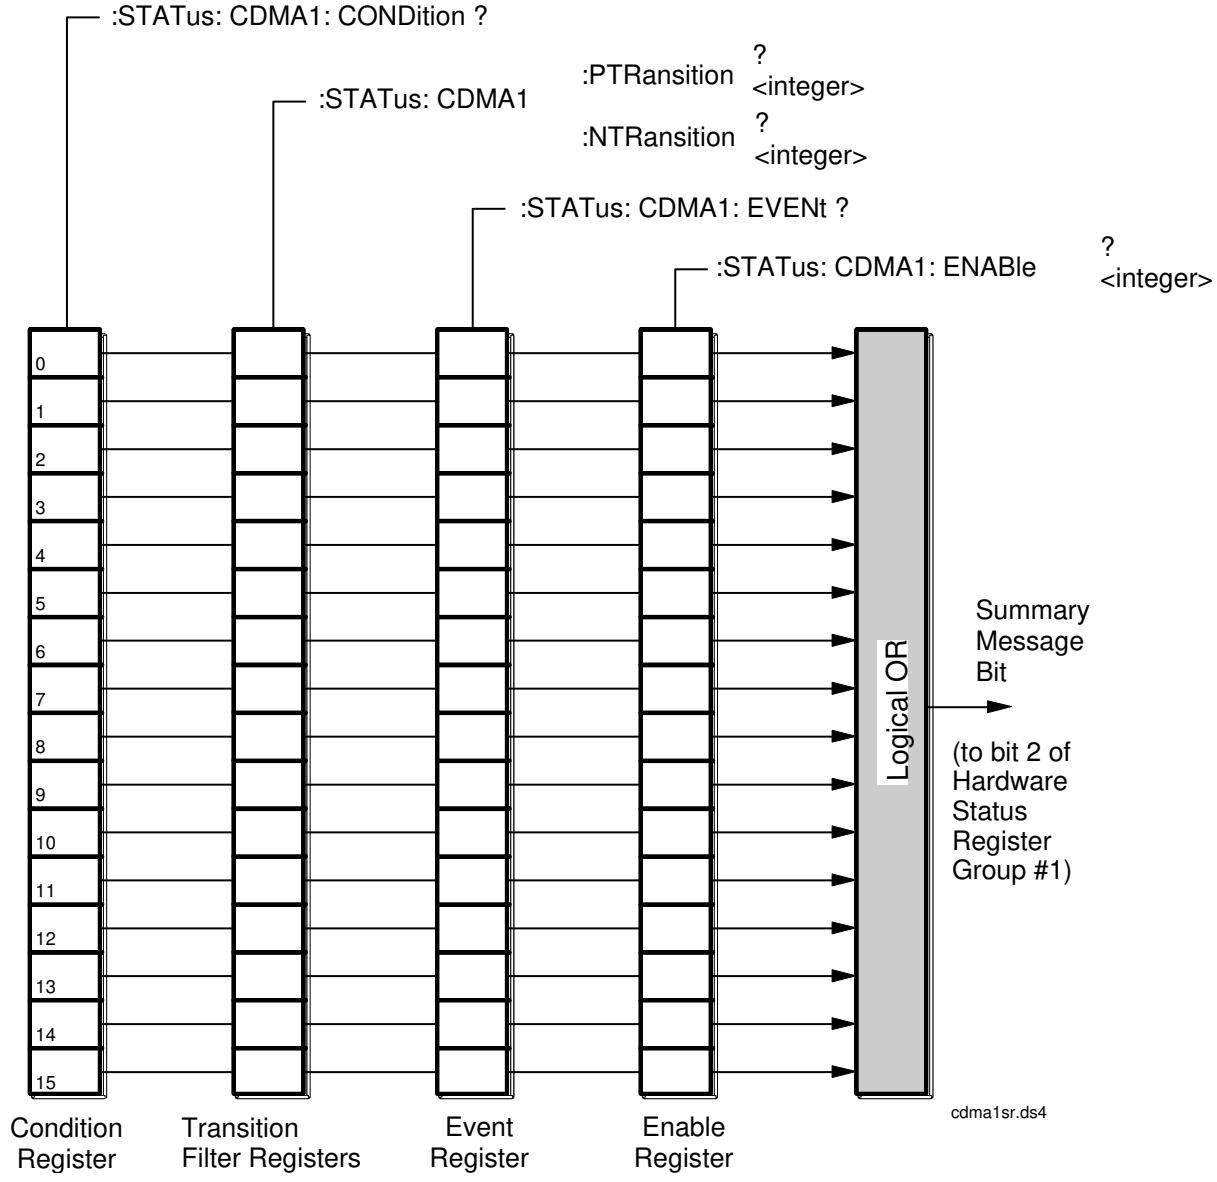 :STATus: CDMA1: CONDition ?
?
:PTRansition <integer>
:STATus: CDMA1
?
:NTRansition
<integer>
:STATus: CDMA1: EVENt ?
?
:STATus: CDMA1: ENABle
<integer>
0
1
2
3
4
5
6
7
8
9
10
11
12
13
14
15
Logical OR
Summary
Message
Bit
(to bit 2 of
Hardware
Status
Register
Group #1)
cdma1sr.ds4
Condition
Register
Transition
Filter Registers
Event
Register
Enable
Register